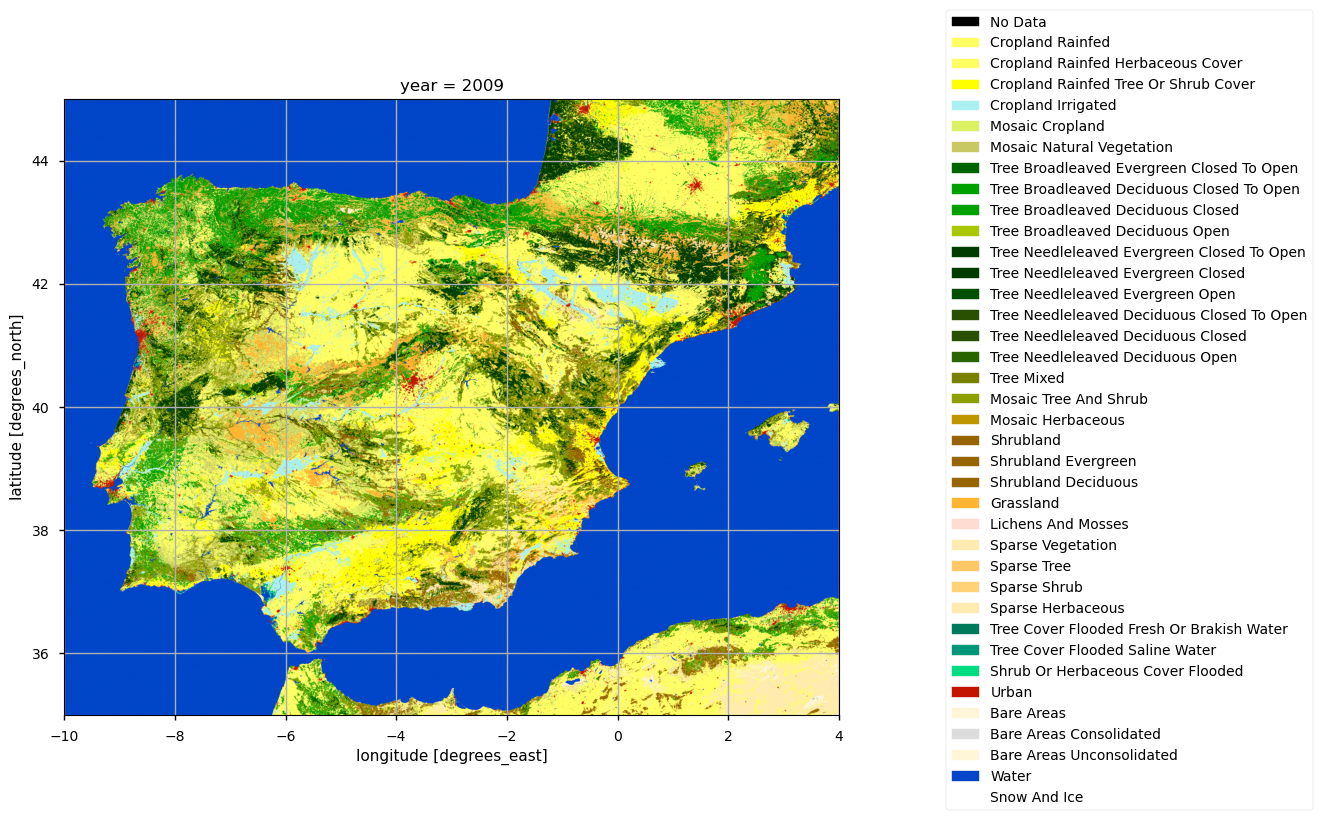 year = 2009
44
42
40
38
36
latitude [degrees_north]
−10
−8
−6
−4
−2
0
2
4
longitude [degrees_east]
No Data
Cropland Rainfed
Cropland Rainfed Herbaceous Cover
Cropland Rainfed Tree Or Shrub Cover
Cropland Irrigated
Mosaic Cropland
Mosaic Natural Vegetation
Tree Broadleaved Evergreen Closed To Open
Tree Broadleaved Deciduous Closed To Open
Tree Broadleaved Deciduous Closed
Tree Broadleaved Deciduous Open
Tree Needleleaved Evergreen Closed To Open
Tree Needleleaved Evergreen Closed
Tree Needleleaved Evergreen Open
Tree Needleleaved Deciduous Closed To Open
Tree Needleleaved Deciduous Closed
Tree Needleleaved Deciduous Open
Tree Mixed
Mosaic Tree And Shrub
Mosaic Herbaceous
Shrubland
Shrubland Evergreen
Shrubland Deciduous
Grassland
Lichens And Mosses
Sparse Vegetation
Sparse Tree
Sparse Shrub
Sparse Herbaceous
Tree Cover Flooded Fresh Or Brakish Water
Tree Cover Flooded Saline Water
Shrub Or Herbaceous Cover Flooded
Urban
Bare Areas
Bare Areas Consolidated
Bare Areas Unconsolidated
Water
Snow And Ice